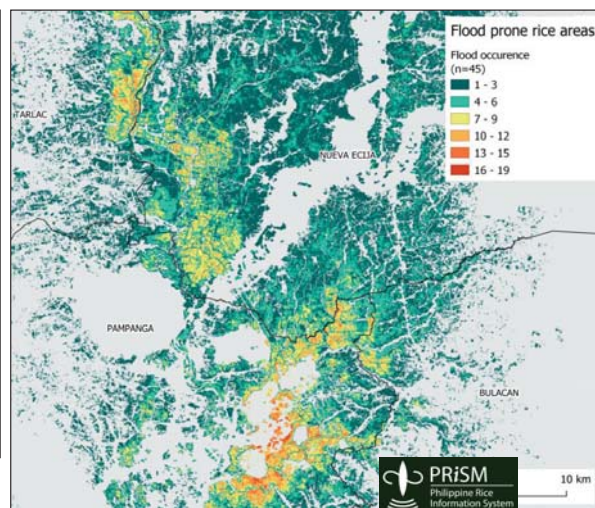 Flood prone rice areas
Flood occurence
(n=45)
1 - 3
4 - 6
7 - 9
10 - 12
13 - 15
16 - 19
TARLAC
NUEVA ECIJA
PAMPANGA
BULACAN
PRiSM
Philippine Rice
Information System
10 km